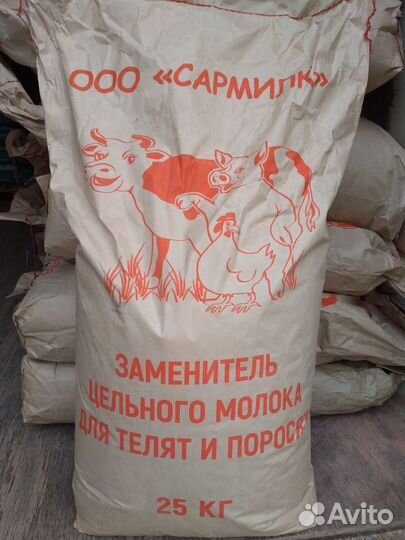 ООО «САРМИЛК»
ЗАМЕНИТЕЛЬ
ЦЕЛЬНОГО МОЛОКА
ДЛЯ ТЕЛЯТ И ПОРОСЯТ
25 КГ
Avito